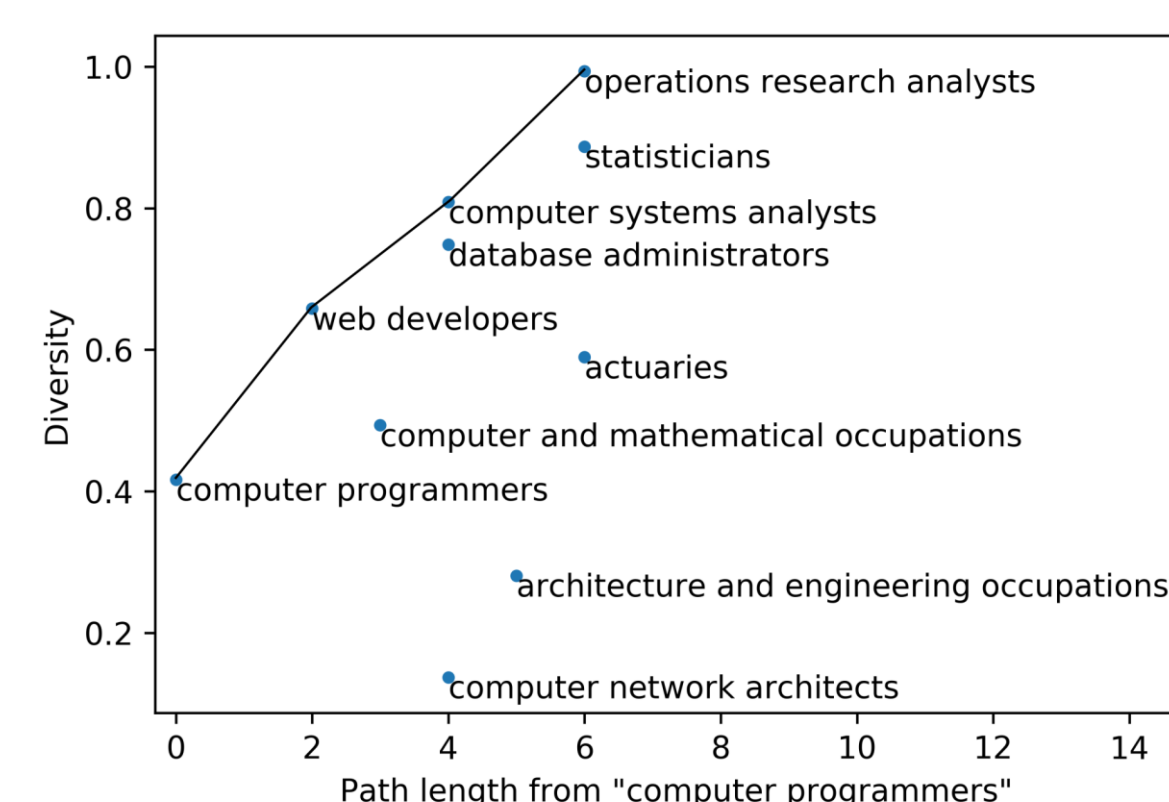 1.0
operations research analysts
statisticians
0.8
computer systems analysts
database administrators
web developers
0.6
actuaries
Diversity
computer and mathematical occupations
0.4
computer programmers
architecture and engineering occupations
0.2
computer network architects
0 2 4 6 8 10 12 14
Path length from "computer programmers"